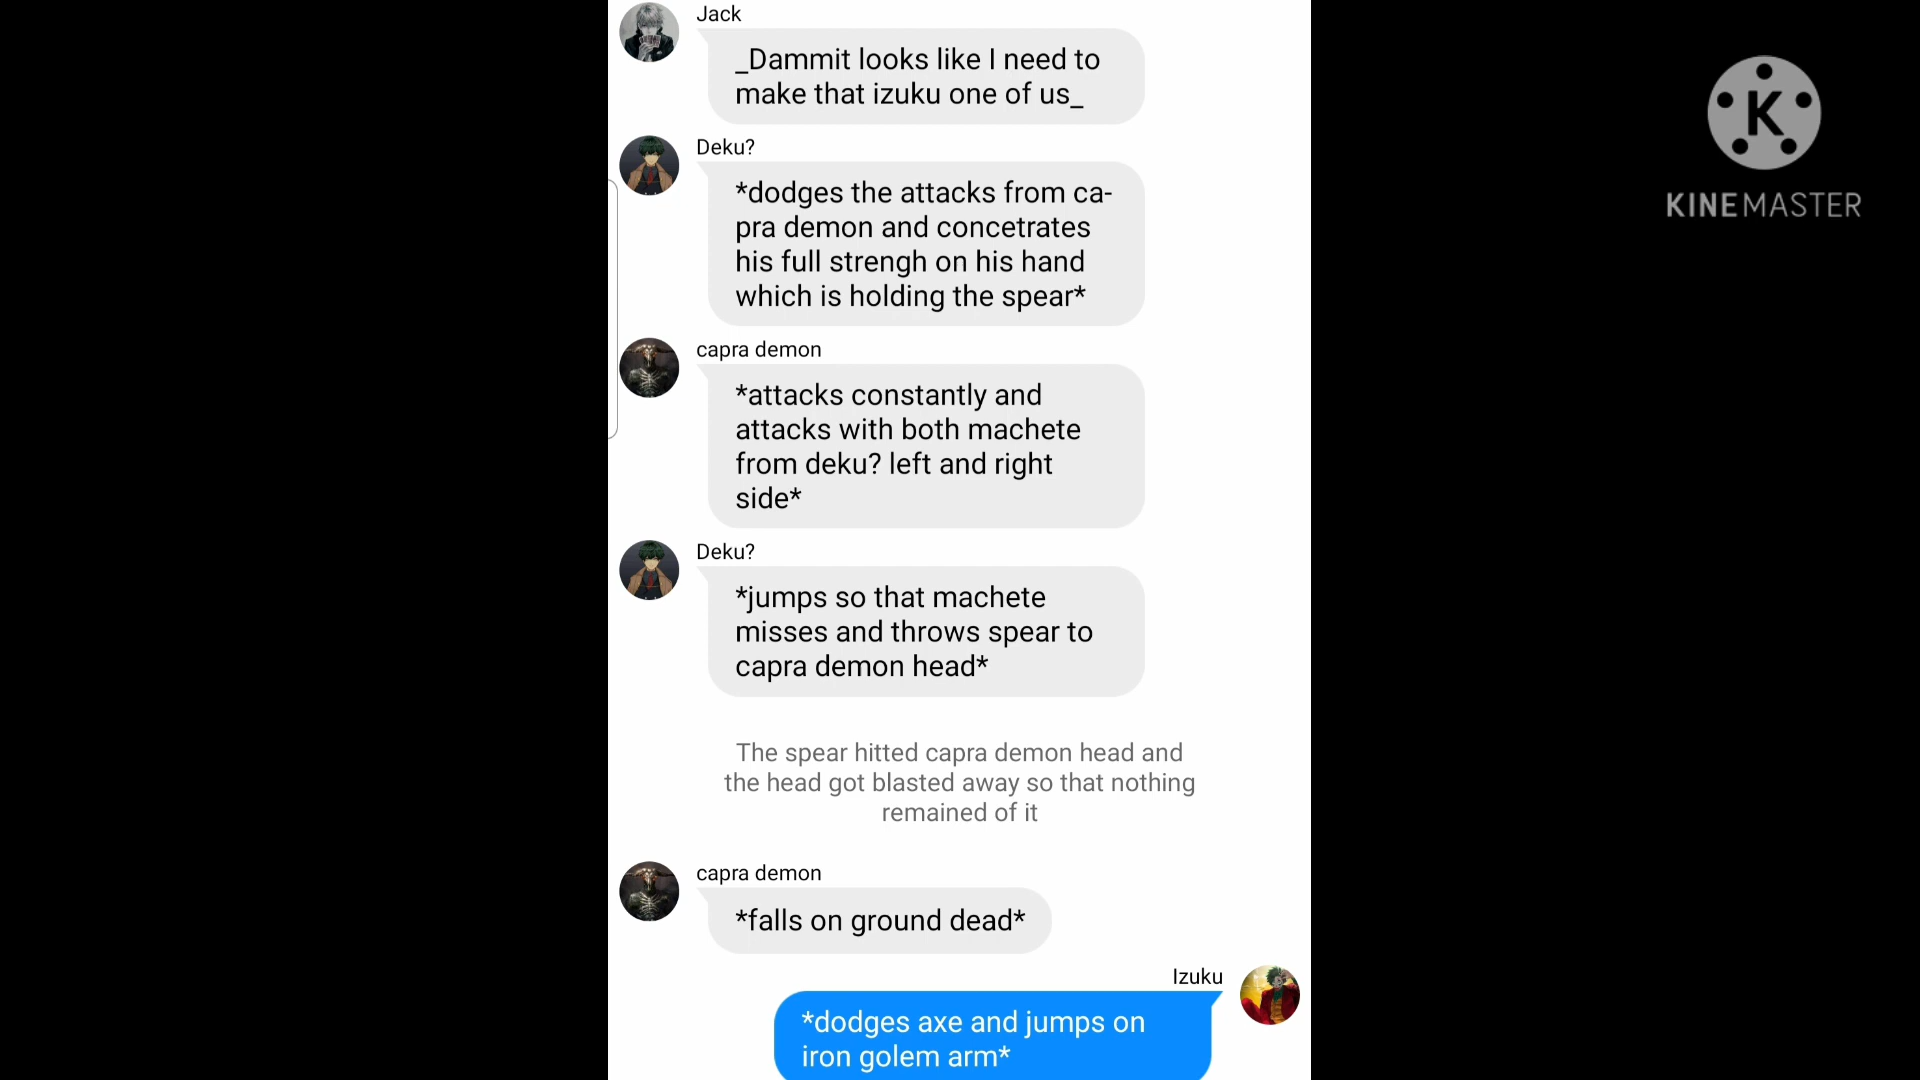 Jack
_Dammit looks like I need to
make that izuku one of us_
Deku?
*dodges the attacks from ca-
pra demon and concetrates
his full strengh on his hand
which is holding the spear*
capra demon
*attacks constantly and
attacks with both machete
from deku? left and right
side*
Deku?
*jumps so that machete
misses and throws spear to
capra demon head*
The spear hitted capra demon head and
the head got blasted away so that nothing
remained of it
capra demon
*falls on ground dead*
Izuku
*dodges axe and jumps on
iron golem arm*
K
KINEMASTER